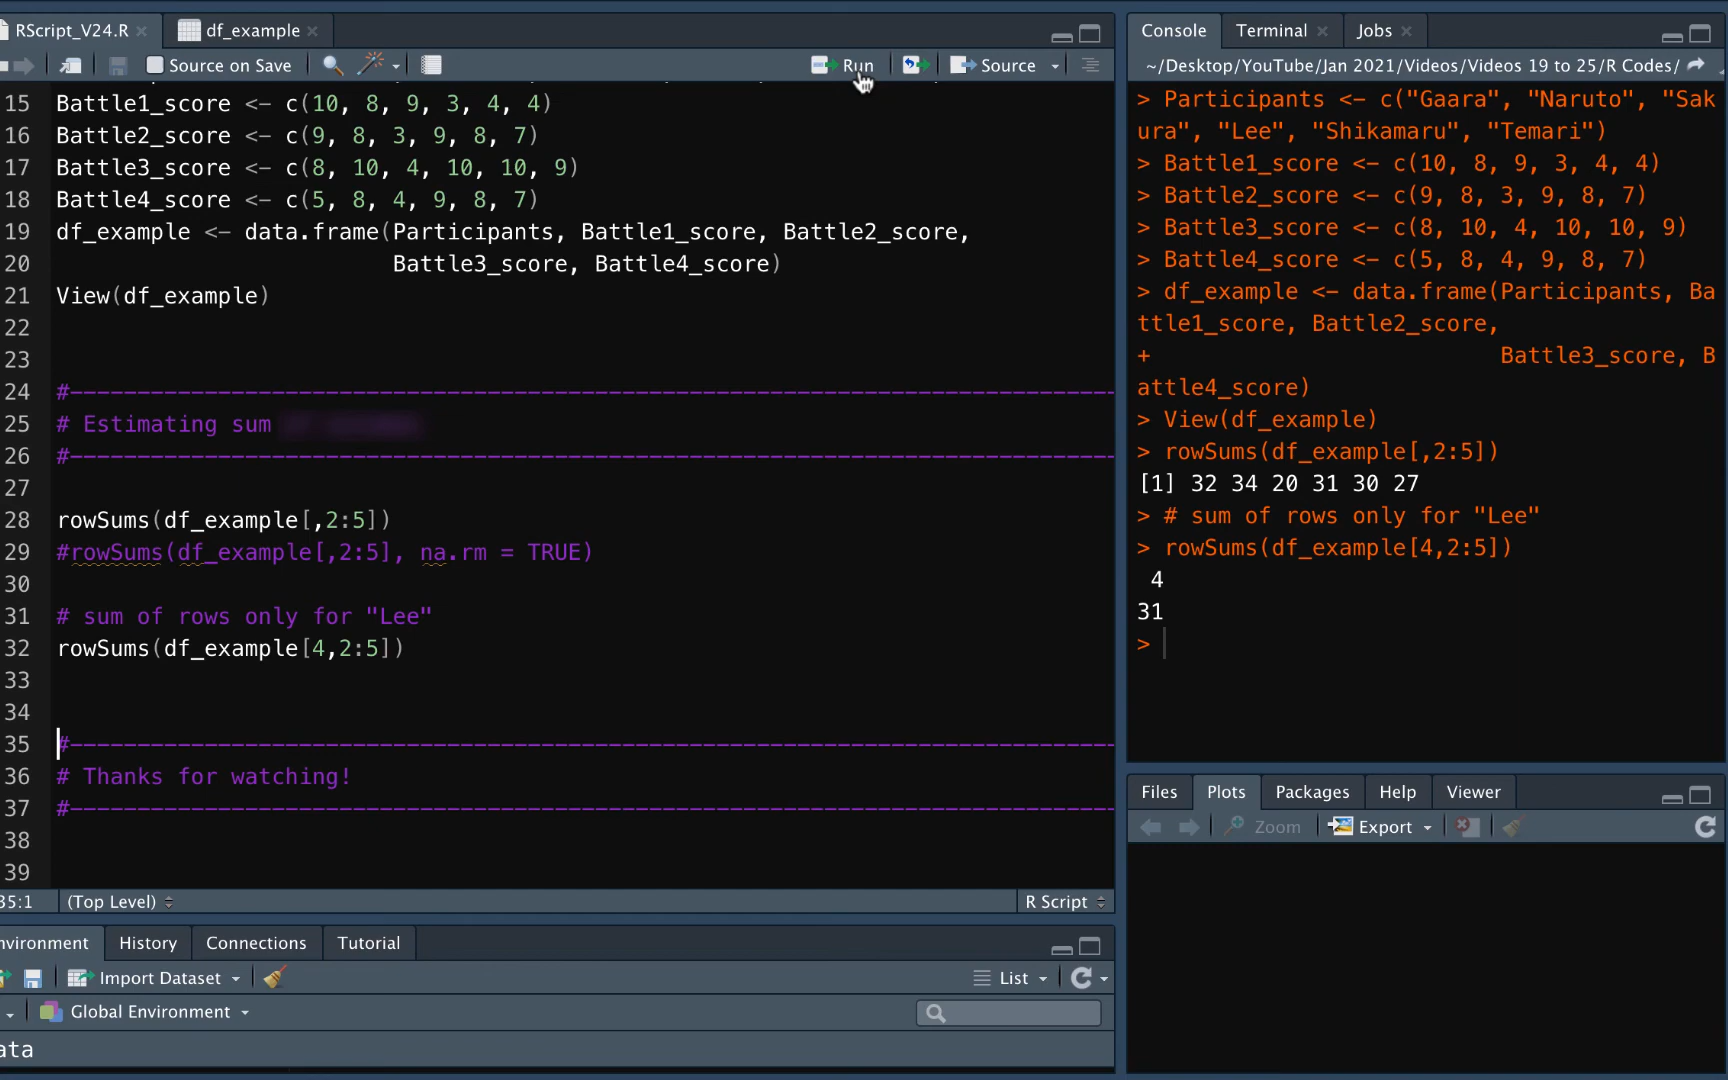 RScript_V24.R
df_example
Source on Save
Run
Source
15 Battle1_score <- c(10, 8, 9, 3, 4, 4)
16 Battle2_score <- c(9, 8, 3, 9, 8, 7)
17 Battle3_score <- c(8, 10, 4, 10, 10, 9)
18 Battle4_score <- c(5, 8, 4, 9, 8, 7)
19 df_example <- data.frame(Participants, Battle1_score, Battle2_score,
20 Battle3_score, Battle4_score)
21 View(df_example)
22
23
24 #-------------------------------------------------------------------------------
25 # Estimating sum
26 #-------------------------------------------------------------------------------
27
28 rowSums(df_example[,2:5])
29 #rowSums(df_example[,2:5], na.rm = TRUE)
30
31 # sum of rows only for "Lee"
32 rowSums(df_example[4,2:5])
33
34
35 #-------------------------------------------------------------------------------
36 # Thanks for watching!
37 #-------------------------------------------------------------------------------
38
39
35:1 (Top Level) R Script
nvironment History Connections Tutorial
Import Dataset List
Global Environment
ata
Console Terminal Jobs
~/Desktop/YouTube/Jan 2021/Videos/Videos 19 to 25/R Codes/
> Participants <- c("Gaara", "Naruto", "Sak
ura", "Lee", "Shikamaru", "Temari")
> Battle1_score <- c(10, 8, 9, 3, 4, 4)
> Battle2_score <- c(9, 8, 3, 9, 8, 7)
> Battle3_score <- c(8, 10, 4, 10, 10, 9)
> Battle4_score <- c(5, 8, 4, 9, 8, 7)
> df_example <- data.frame(Participants, Ba
ttle1_score, Battle2_score,
+ Battle3_score, B
attle4_score)
> View(df_example)
> rowSums(df_example[,2:5])
[1] 32 34 20 31 30 27
> # sum of rows only for "Lee"
> rowSums(df_example[4,2:5])
4
31
>
Files Plots Packages Help Viewer
Zoom Export